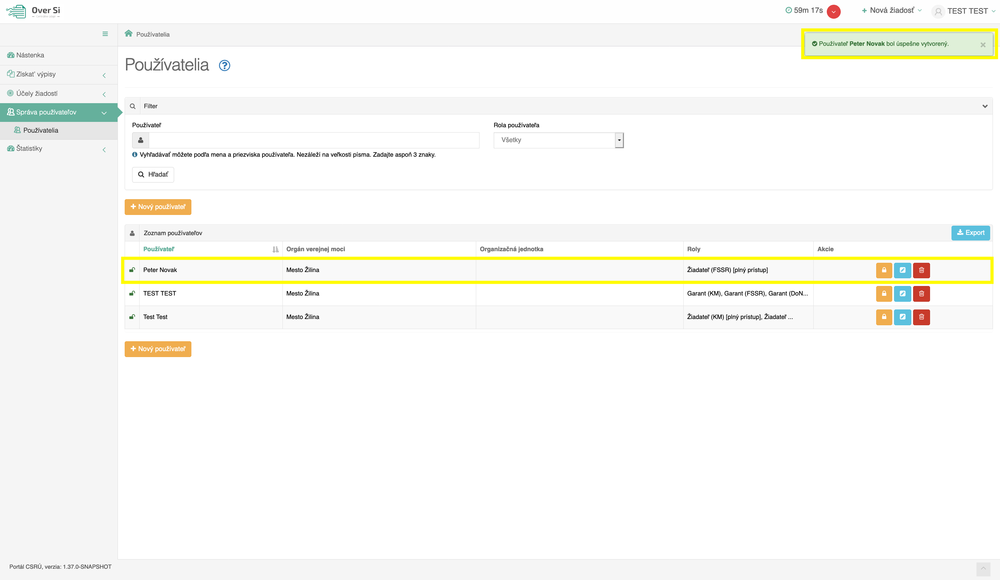 Over Si
– Centrálne údaje –
59m 17s
Nová žiadosť
TEST TEST
Používatelia
Používateľ Peter Novak bol úspešne vytvorený.
Nástenka
Získať výpisy
Účely žiadostí
Správa používateľov
Používatelia
Štatistiky
Používatelia
Filter
Používateľ
Rola používateľa
Všetky
Vyhľadávať môžete podľa mena a priezviska používateľa. Nezáleží na veľkosti písma. Zadajte aspoň 3 znaky.
Hľadať
Nový používateľ
Zoznam používateľov
Export
Používateľ Orgán verejnej moci Organizačná jednotka Roly Akcie
Peter Novak Mesto Žilina Žiadateľ (FSSR) [plný prístup]
TEST TEST Mesto Žilina Garant (KM), Garant (FSSR), Garant (DoN...
Test Test Mesto Žilina Žiadateľ (KM) [plný prístup], Žiadateľ ...
Nový používateľ
Portál CSRÚ, verzia: 1.37.0-SNAPSHOT